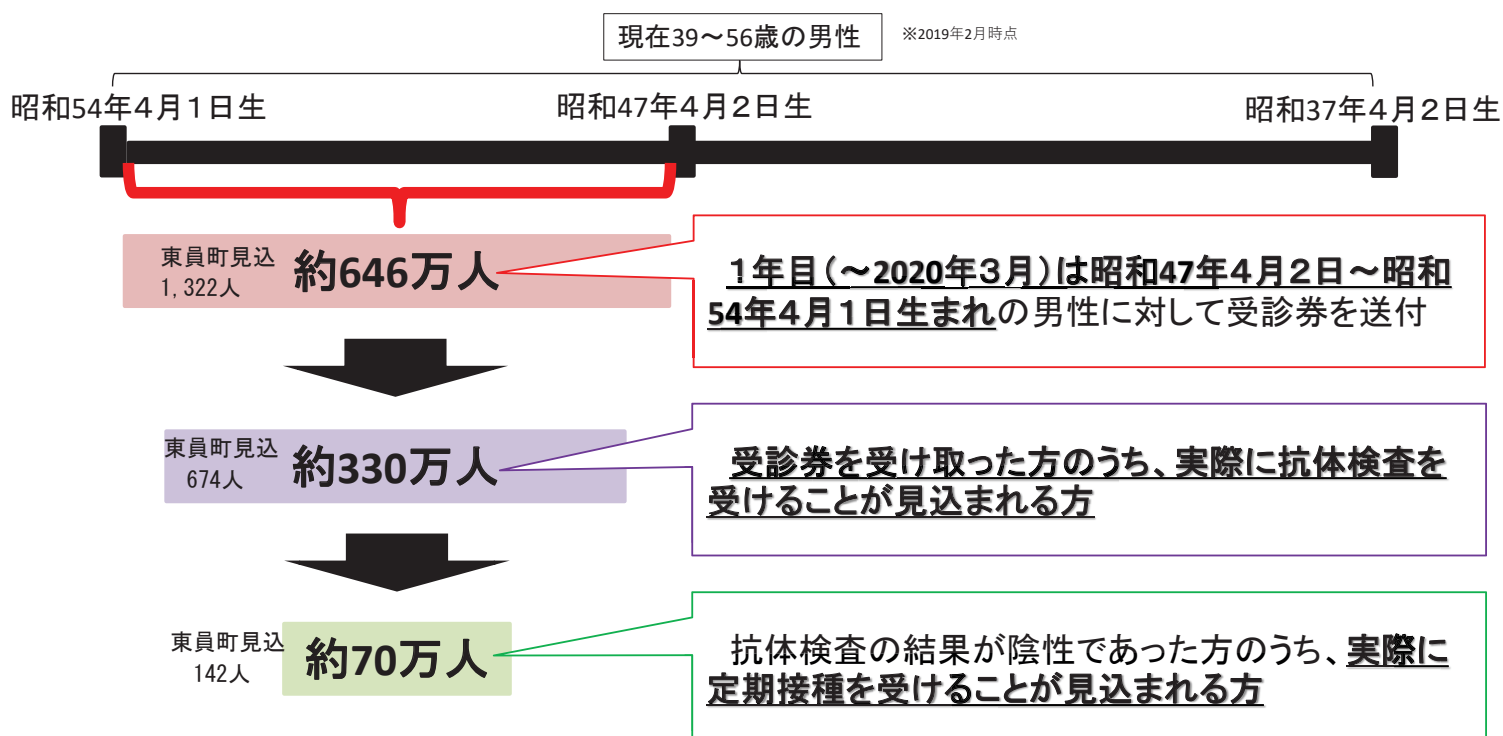 現在39～56歳の男性
※2019年2月時点
昭和54年４月１日生
昭和47年４月２日生
昭和37年４月２日生
東員町見込
1,322人
約646万人
１年目（～2020年３月）は昭和47年４月２日～昭和
54年４月１日生まれの男性に対して受診券を送付
東員町見込
674人
約330万人
受診券を受け取った方のうち、実際に抗体検査を
受けることが見込まれる方
東員町見込
142人
約70万人
抗体検査の結果が陰性であった方のうち、実際に
定期接種を受けることが見込まれる方